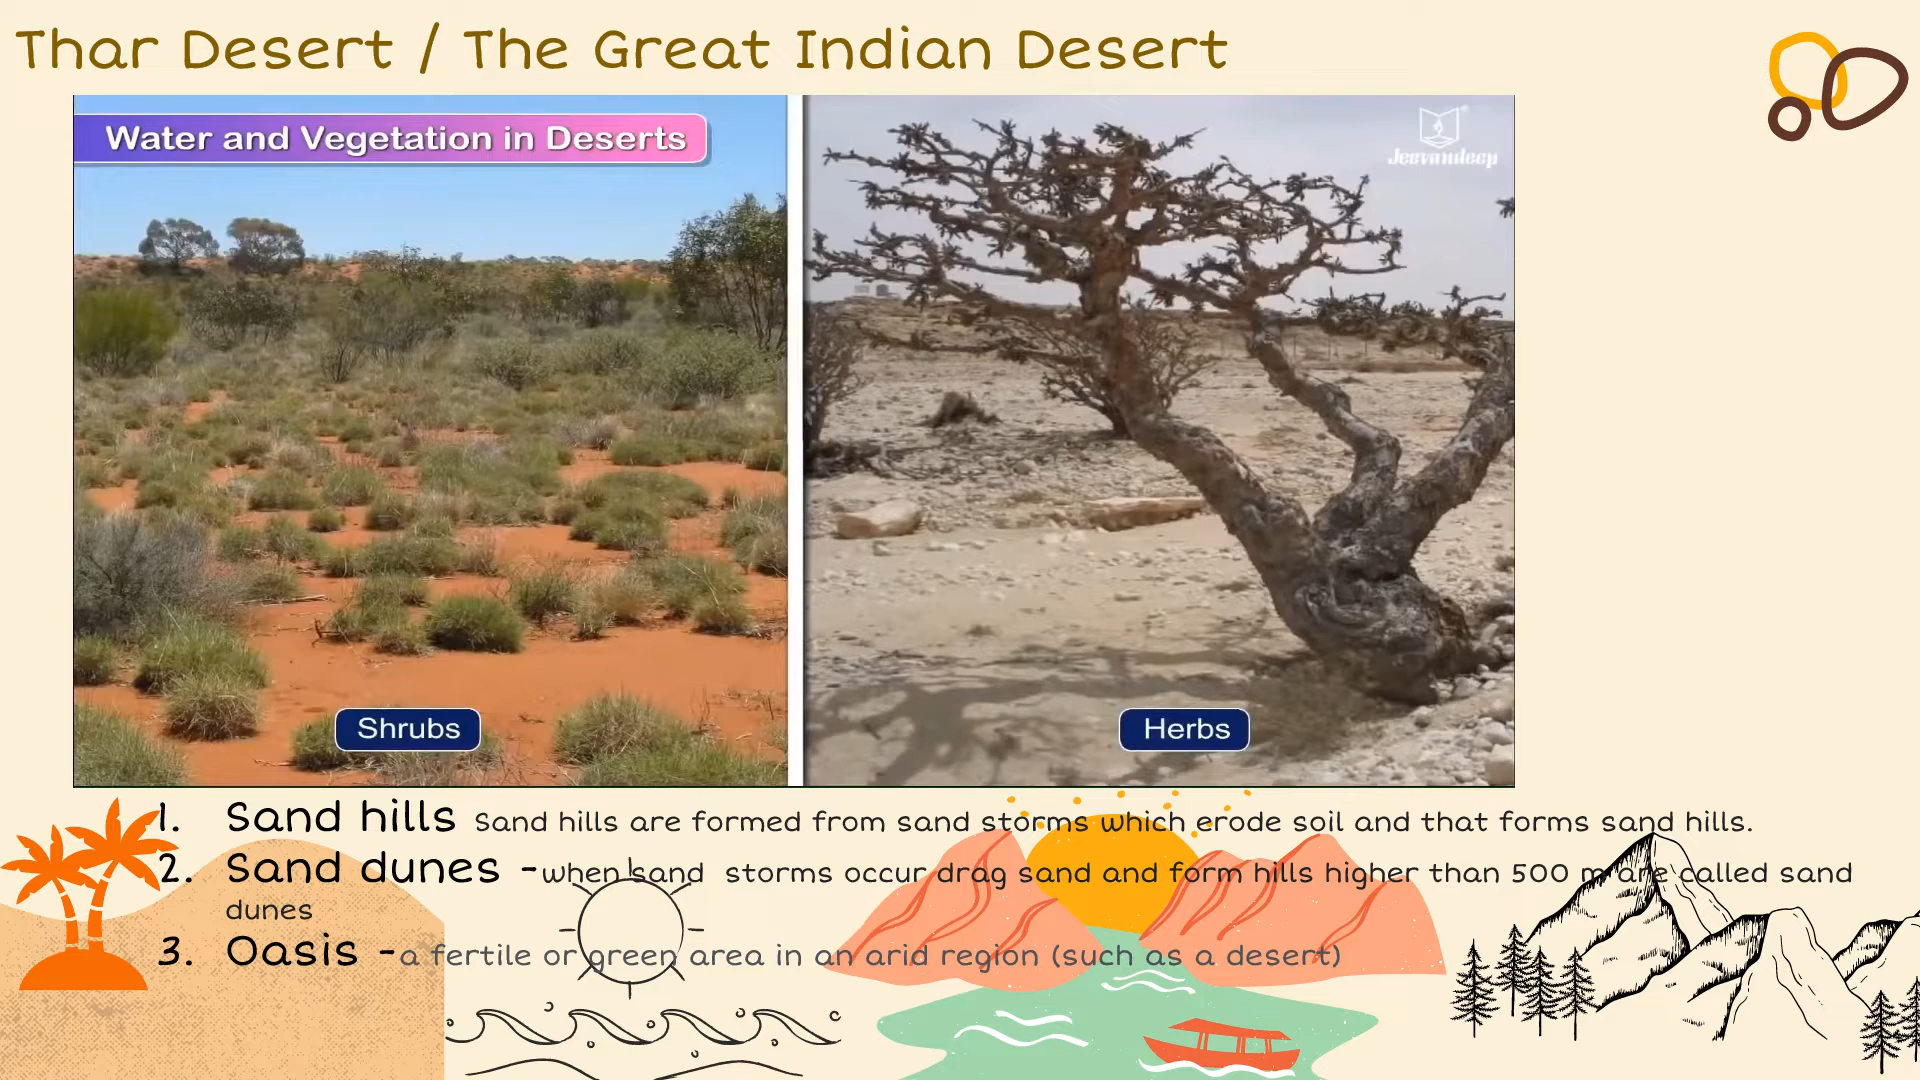 Thar Desert / The Great Indian Desert
Water and Vegetation in Deserts
Jeevandeep
Shrubs
Herbs
1. Sand hills Sand hills are formed from sand storms which erode soil and that forms sand hills.
2. Sand dunes -when sand storms occur drag sand and form hills higher than 500 m are called sand
dunes
3. Oasis -a fertile or green area in an arid region (such as a desert)